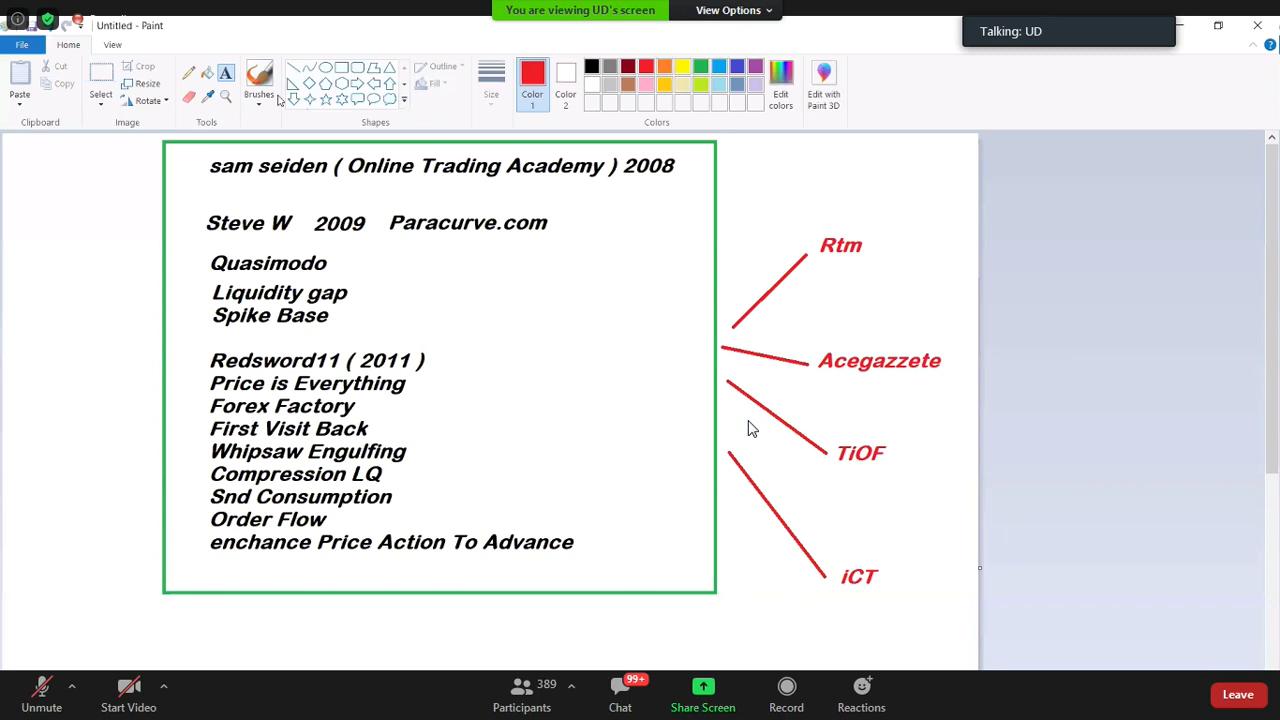 You are viewing UD's screen
View Options
Talking: UD
Untitled - Paint
File
Home
View
Paste
Cut
Copy
Clipboard
Select
Crop
Resize
Rotate
Image
Tools
Brushes
Outline
Fill
Shapes
Size
Color 1
Color 2
Edit colors
Edit with Paint 3D
Colors
sam seiden ( Online Trading Academy ) 2008
Steve W 2009 Paracurve.com
Quasimodo
Liquidity gap
Spike Base
Redsword11 ( 2011 )
Price is Everything
Forex Factory
First Visit Back
Whipsaw Engulfing
Compression LQ
Snd Consumption
Order Flow
enchance Price Action To Advance
Rtm
Acegazzete
TiOF
iCT
Unmute
Start Video
389
Participants
99+
Chat
Share Screen
Record
Reactions
Leave